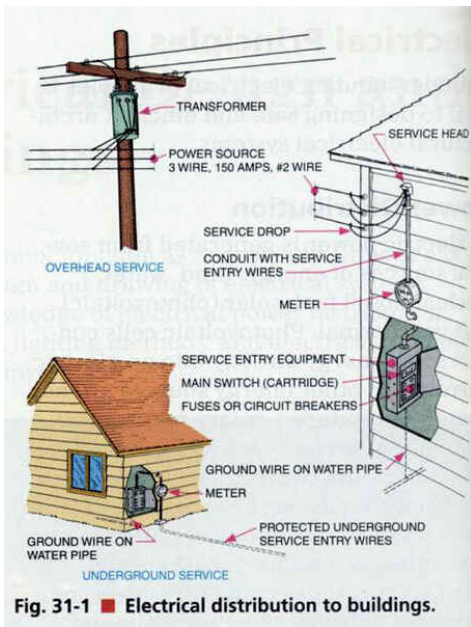 TRANSFORMER
SERVICE HEAD
POWER SOURCE
3 WIRE, 150 AMPS, #2 WIRE
SERVICE DROP
OVERHEAD SERVICE
CONDUIT WITH SERVICE
ENTRY WIRES
METER
SERVICE ENTRY EQUIPMENT
MAIN SWITCH (CARTRIDGE)
FUSES OR CIRCUIT BREAKERS
GROUND WIRE ON WATER PIPE
METER
PROTECTED UNDERGROUND
SERVICE ENTRY WIRES
GROUND WIRE ON
WATER PIPE
UNDERGROUND SERVICE
Fig. 31-1 ■ Electrical distribution to buildings.